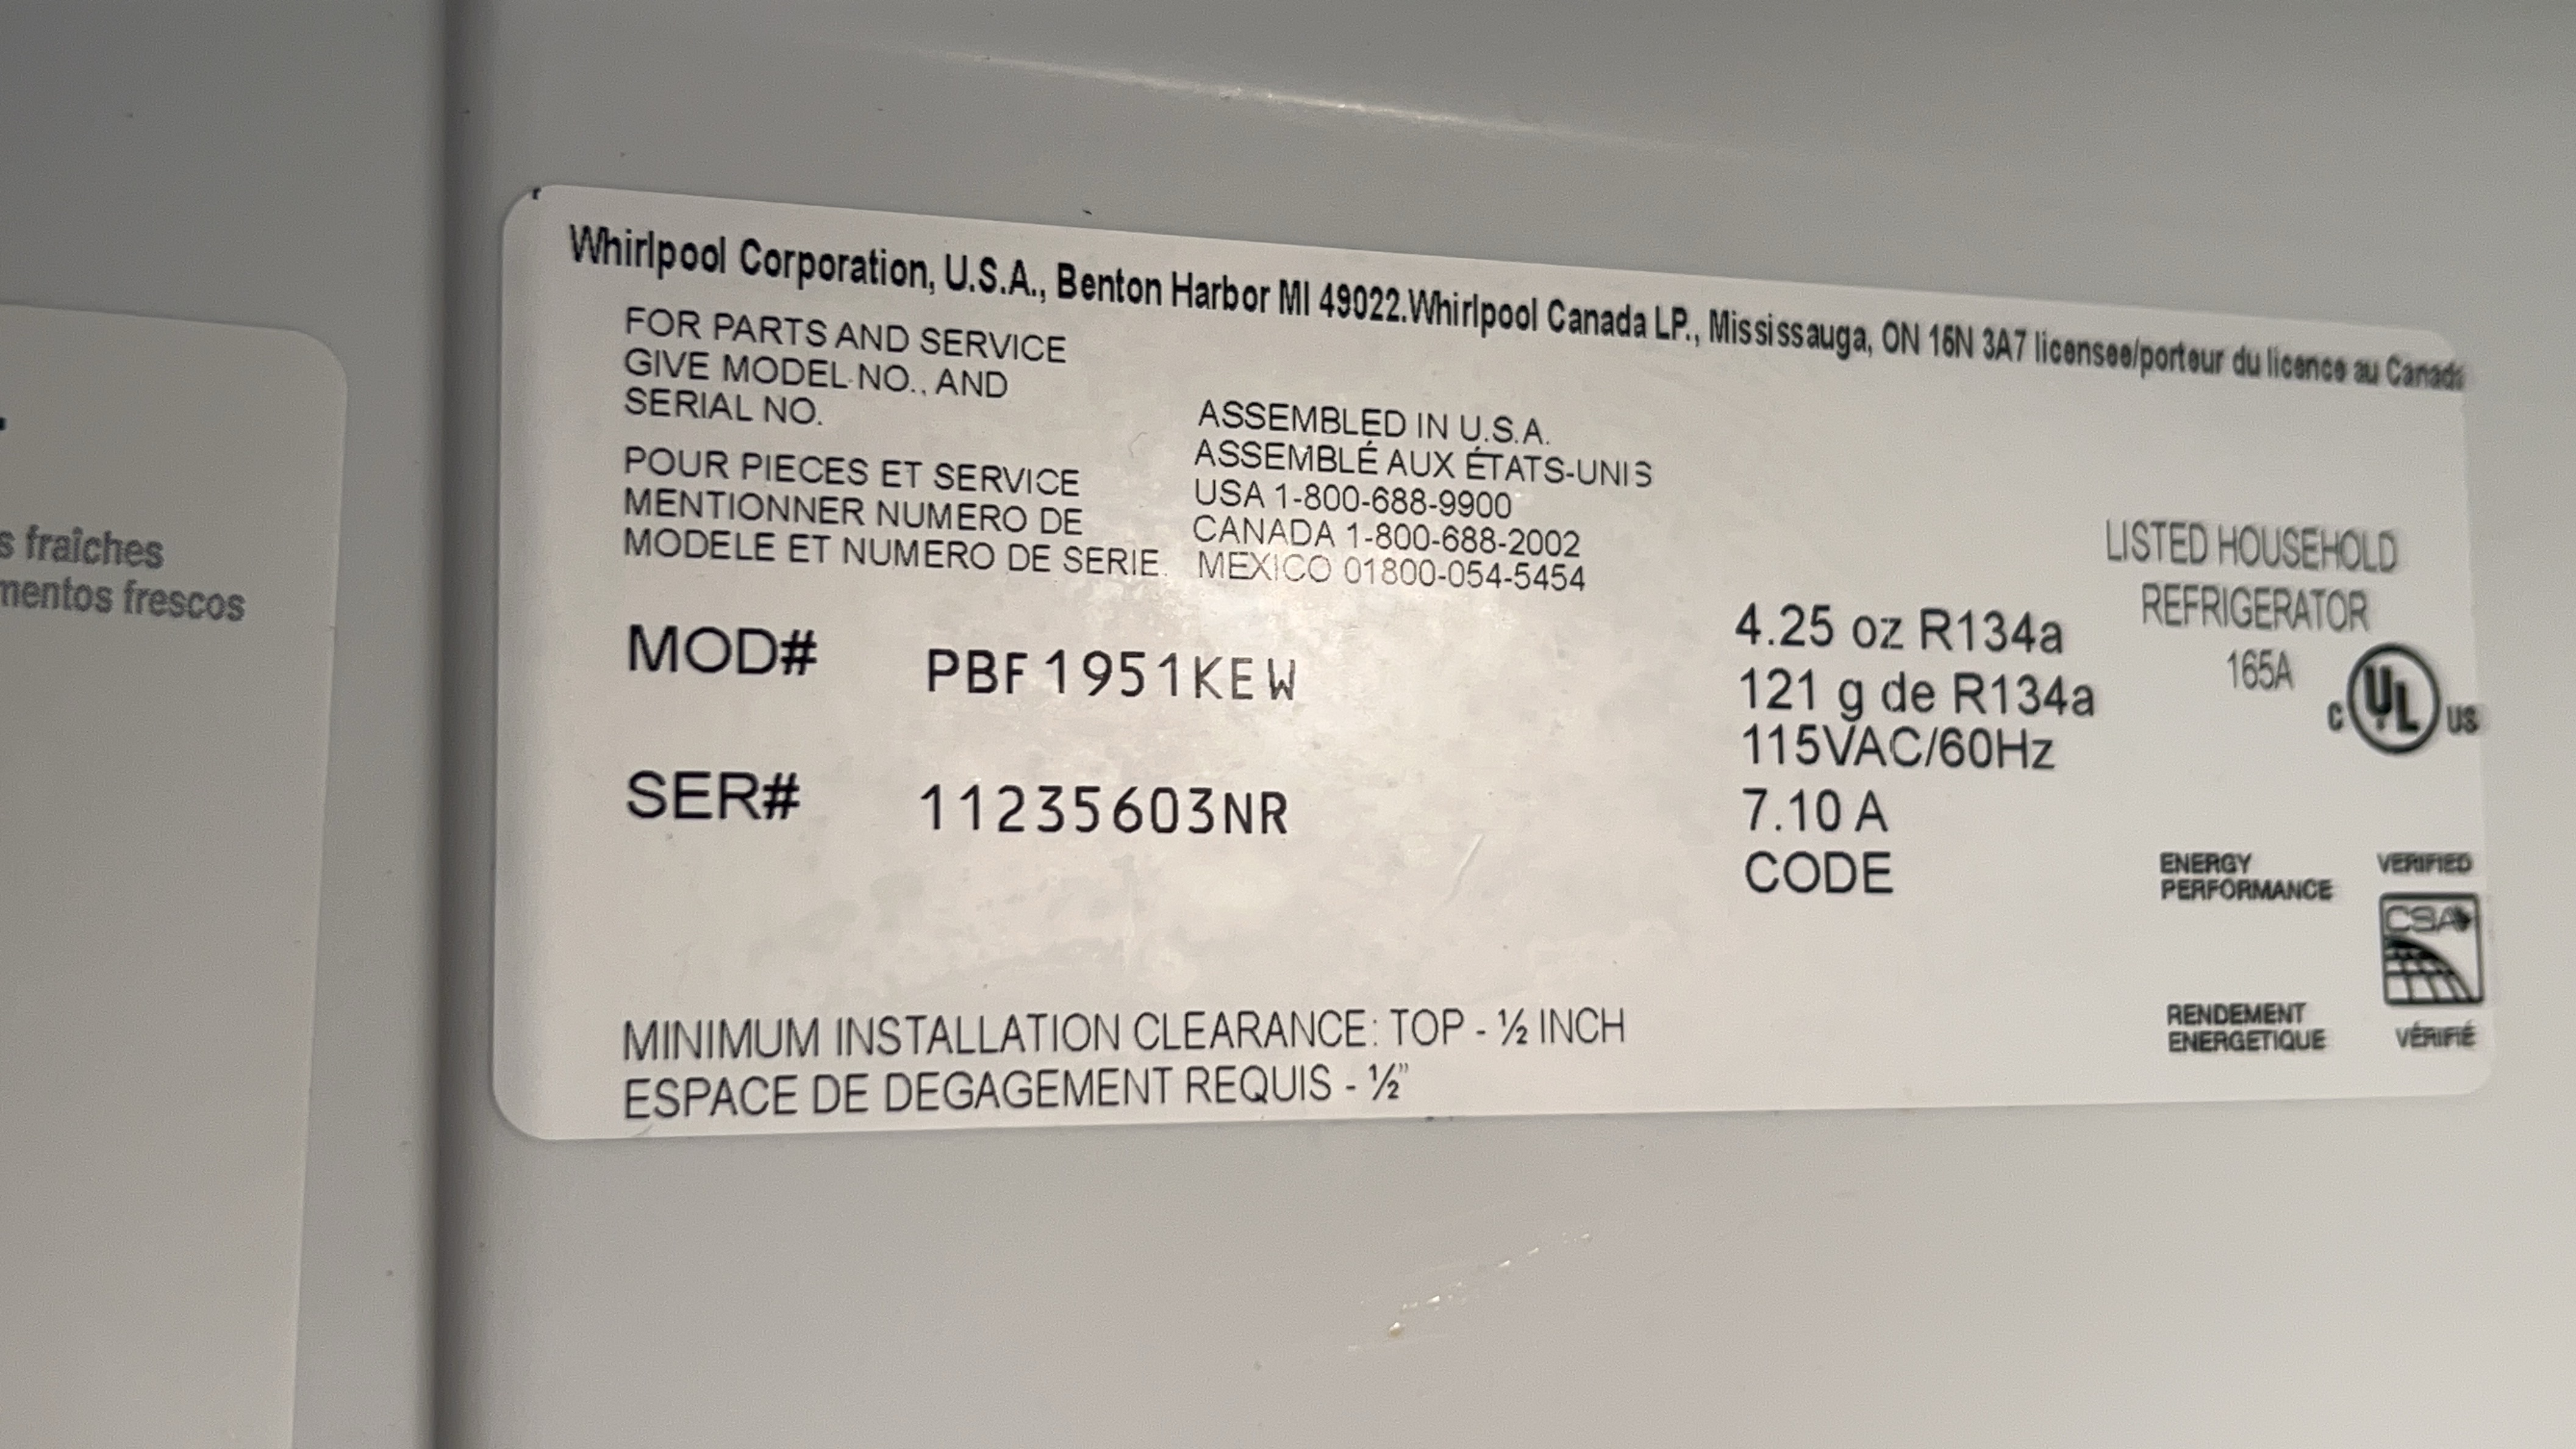 Whirlpool Corporation, U.S.A., Benton Harbor MI 49022.Whirlpool Canada LP., Mississauga, ON 16N 3A7 licensee/porteur du licence au Canada
FOR PARTS AND SERVICE
GIVE MODEL NO., AND
SERIAL NO.
POUR PIECES ET SERVICE
MENTIONNER NUMERO DE
MODELE ET NUMERO DE SERIE.
ASSEMBLED IN U.S.A.
ASSEMBLÉ AUX ÉTATS-UNIS
USA 1-800-688-9900
CANADA 1-800-688-2002
MEXICO 01800-054-5454
MOD# PBF1951KEW
SER# 11235603NR
4.25 oz R134a
121 g de R134a
115VAC/60Hz
7.10 A
CODE
LISTED HOUSEHOLD
REFRIGERATOR
165A
C UL US
ENERGY
PERFORMANCE
VERIFIED
CSA
RENDEMENT
ENERGETIQUE
VÉRIFIÉ
MINIMUM INSTALLATION CLEARANCE: TOP - ½ INCH
ESPACE DE DEGAGEMENT REQUIS - ½"
s fraîches
mentos frescos